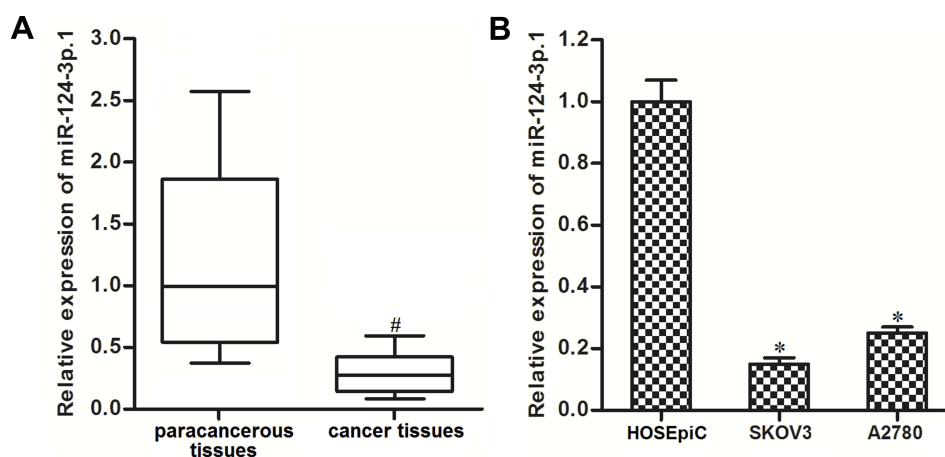 A
Relative expression of miR-124-3p.1
3.0
2.5
2.0
1.5
1.0
0.5
0.0
#
paracancerous
tissues
cancer tissues
B
Relative expression of miR-124-3p.1
1.2
1.0
0.8
0.6
0.4
0.2
0.0
*
*
HOSEpiC
SKOV3
A2780